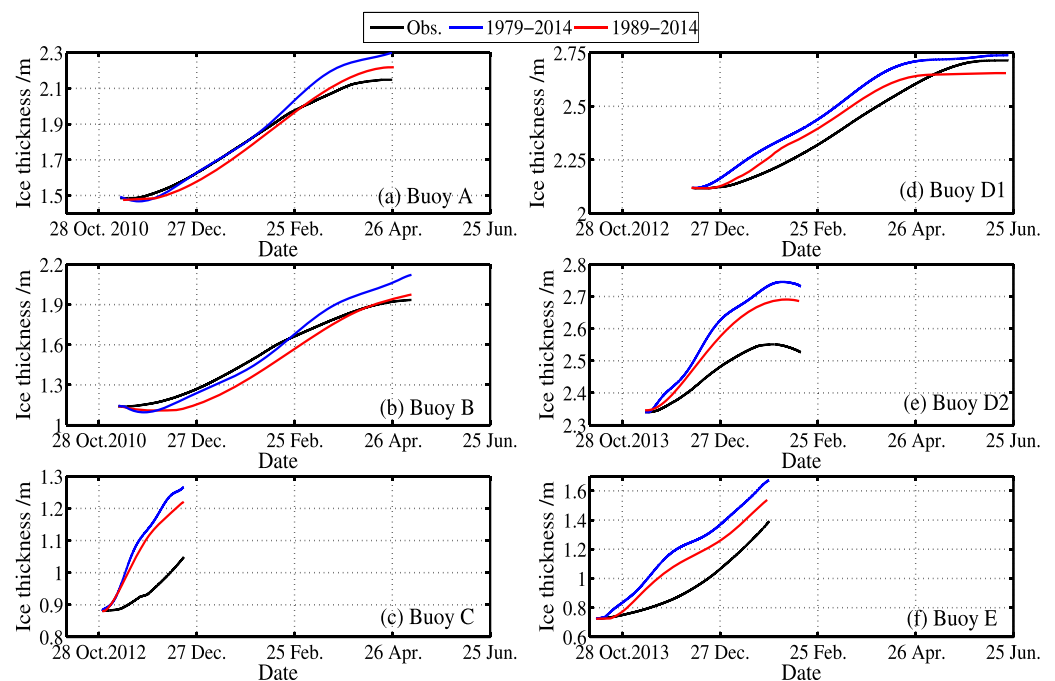 Obs. 1979−2014 1989−2014
2.3
2.1
1.9
1.7
1.5
Ice thickness /m
(a) Buoy A
28 Oct. 2010 27 Dec. 25 Feb. 26 Apr. 25 Jun.
Date
2.75
2.5
2.25
2
Ice thickness /m
(d) Buoy D1
28 Oct.2012 27 Dec. 25 Feb. 26 Apr. 25 Jun.
Date
2.2
1.9
1.6
1.3
1
Ice thickness /m
(b) Buoy B
28 Oct.2010 27 Dec. 25 Feb. 26 Apr. 25 Jun.
Date
2.8
2.7
2.6
2.5
2.4
2.3
Ice thickness /m
(e) Buoy D2
28 Oct.2013 27 Dec. 25 Feb. 26 Apr. 25 Jun.
Date
1.3
1.2
1.1
1
0.9
0.8
Ice thickness /m
(c) Buoy C
28 Oct.2012 27 Dec. 25 Feb. 26 Apr. 25 Jun.
Date
1.6
1.4
1.2
1
0.8
0.6
Ice thickness /m
(f) Buoy E
28 Oct.2013 27 Dec. 25 Feb. 26 Apr. 25 Jun.
Date